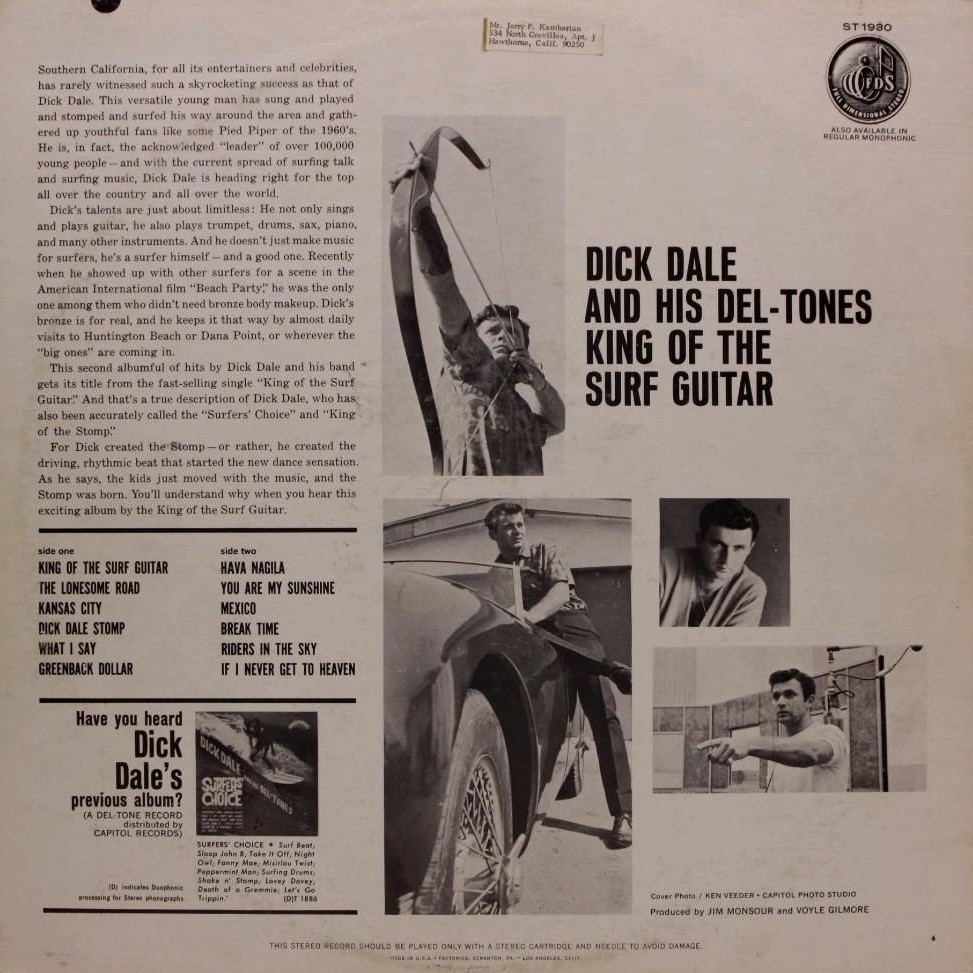 Mr. Jerry P. Kamberian
534 North Grevillea, Apt. J
Hawthorne, Calif. 90250
ST 1930
FDS
FULL DIMENSIONAL STEREO
ALSO AVAILABLE IN
REGULAR MONOPHONIC
Southern California, for all its entertainers and celebrities,
has rarely witnessed such a skyrocketing success as that of
Dick Dale. This versatile young man has sung and played
and stomped and surfed his way around the area and gath-
ered up youthful fans like some Pied Piper of the 1960's.
He is, in fact, the acknowledged "leader" of over 100,000
young people — and with the current spread of surfing talk
and surfing music, Dick Dale is heading right for the top
all over the country and all over the world.
Dick's talents are just about limitless: He not only sings
and plays guitar, he also plays trumpet, drums, sax, piano,
and many other instruments. And he doesn't just make music
for surfers, he's a surfer himself — and a good one. Recently
when he showed up with other surfers for a scene in the
American International film "Beach Party," he was the only
one among them who didn't need bronze body makeup. Dick's
bronze is for real, and he keeps it that way by almost daily
visits to Huntington Beach or Dana Point, or wherever the
"big ones" are coming in.
This second albumful of hits by Dick Dale and his band
gets its title from the fast-selling single "King of the Surf
Guitar." And that's a true description of Dick Dale, who has
also been accurately called the "Surfers' Choice" and "King
of the Stomp."
For Dick created the Stomp — or rather, he created the
driving, rhythmic beat that started the new dance sensation.
As he says, the kids just moved with the music, and the
Stomp was born. You'll understand why when you hear this
exciting album by the King of the Surf Guitar.
DICK DALE
AND HIS DEL-TONES
KING OF THE
SURF GUITAR
side one
KING OF THE SURF GUITAR
THE LONESOME ROAD
KANSAS CITY
DICK DALE STOMP
WHAT I SAY
GREENBACK DOLLAR
side two
HAVA NAGILA
YOU ARE MY SUNSHINE
MEXICO
BREAK TIME
RIDERS IN THE SKY
IF I NEVER GET TO HEAVEN
Have you heard
Dick
Dale's
previous album?
(A DEL-TONE RECORD
distributed by
CAPITOL RECORDS)
(D) indicates Duophonic
processing for Stereo phonographs
DICK DALE AND HIS DEL-TONES
SURFERS'
CHOICE
SURFERS' CHOICE • Surf Beat;
Sloop John B; Take It Off; Night
Owl; Fanny Mae; Misirlou Twist;
Peppermint Man; Surfing Drums;
Shake n' Stomp; Lovey Dovey;
Death of a Gremmie; Let's Go
Trippin.' (D)T 1886
Cover Photo / KEN VEEDER • CAPITOL PHOTO STUDIO
Produced by JIM MONSOUR and VOYLE GILMORE
THIS STEREO RECORD SHOULD BE PLAYED ONLY WITH A STEREO CARTRIDGE AND NEEDLE TO AVOID DAMAGE.
MADE IN U.S.A. • FACTORIES: SCRANTON, PA. — LOS ANGELES, CALIF.
6